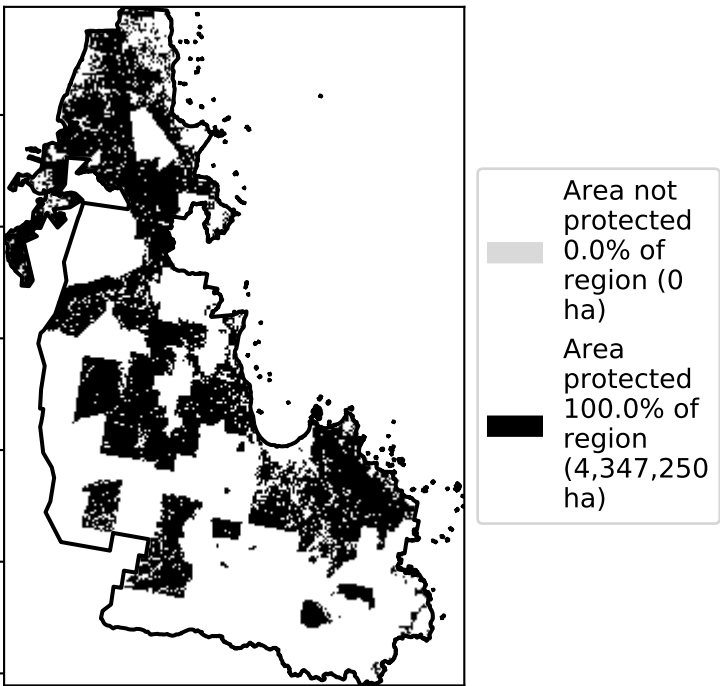 Area not
protected
0.0% of
region (0
ha)
Area
protected
100.0% of
region
(4,347,250
ha)